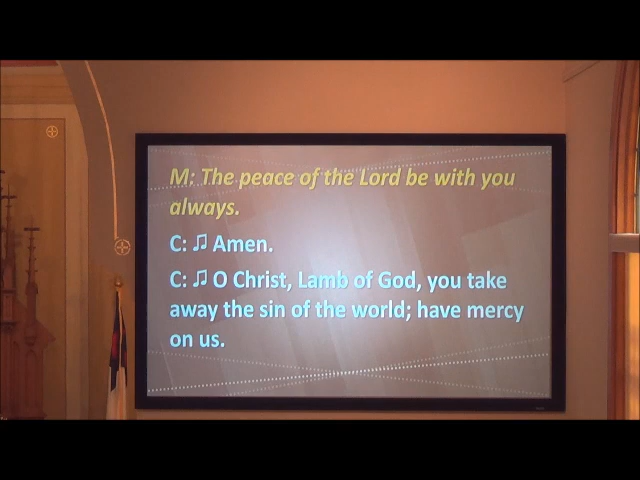 M: The peace of the Lord be with you
always.
C: ♫ Amen.
C: ♫ O Christ, Lamb of God, you take
away the sin of the world; have mercy
on us.